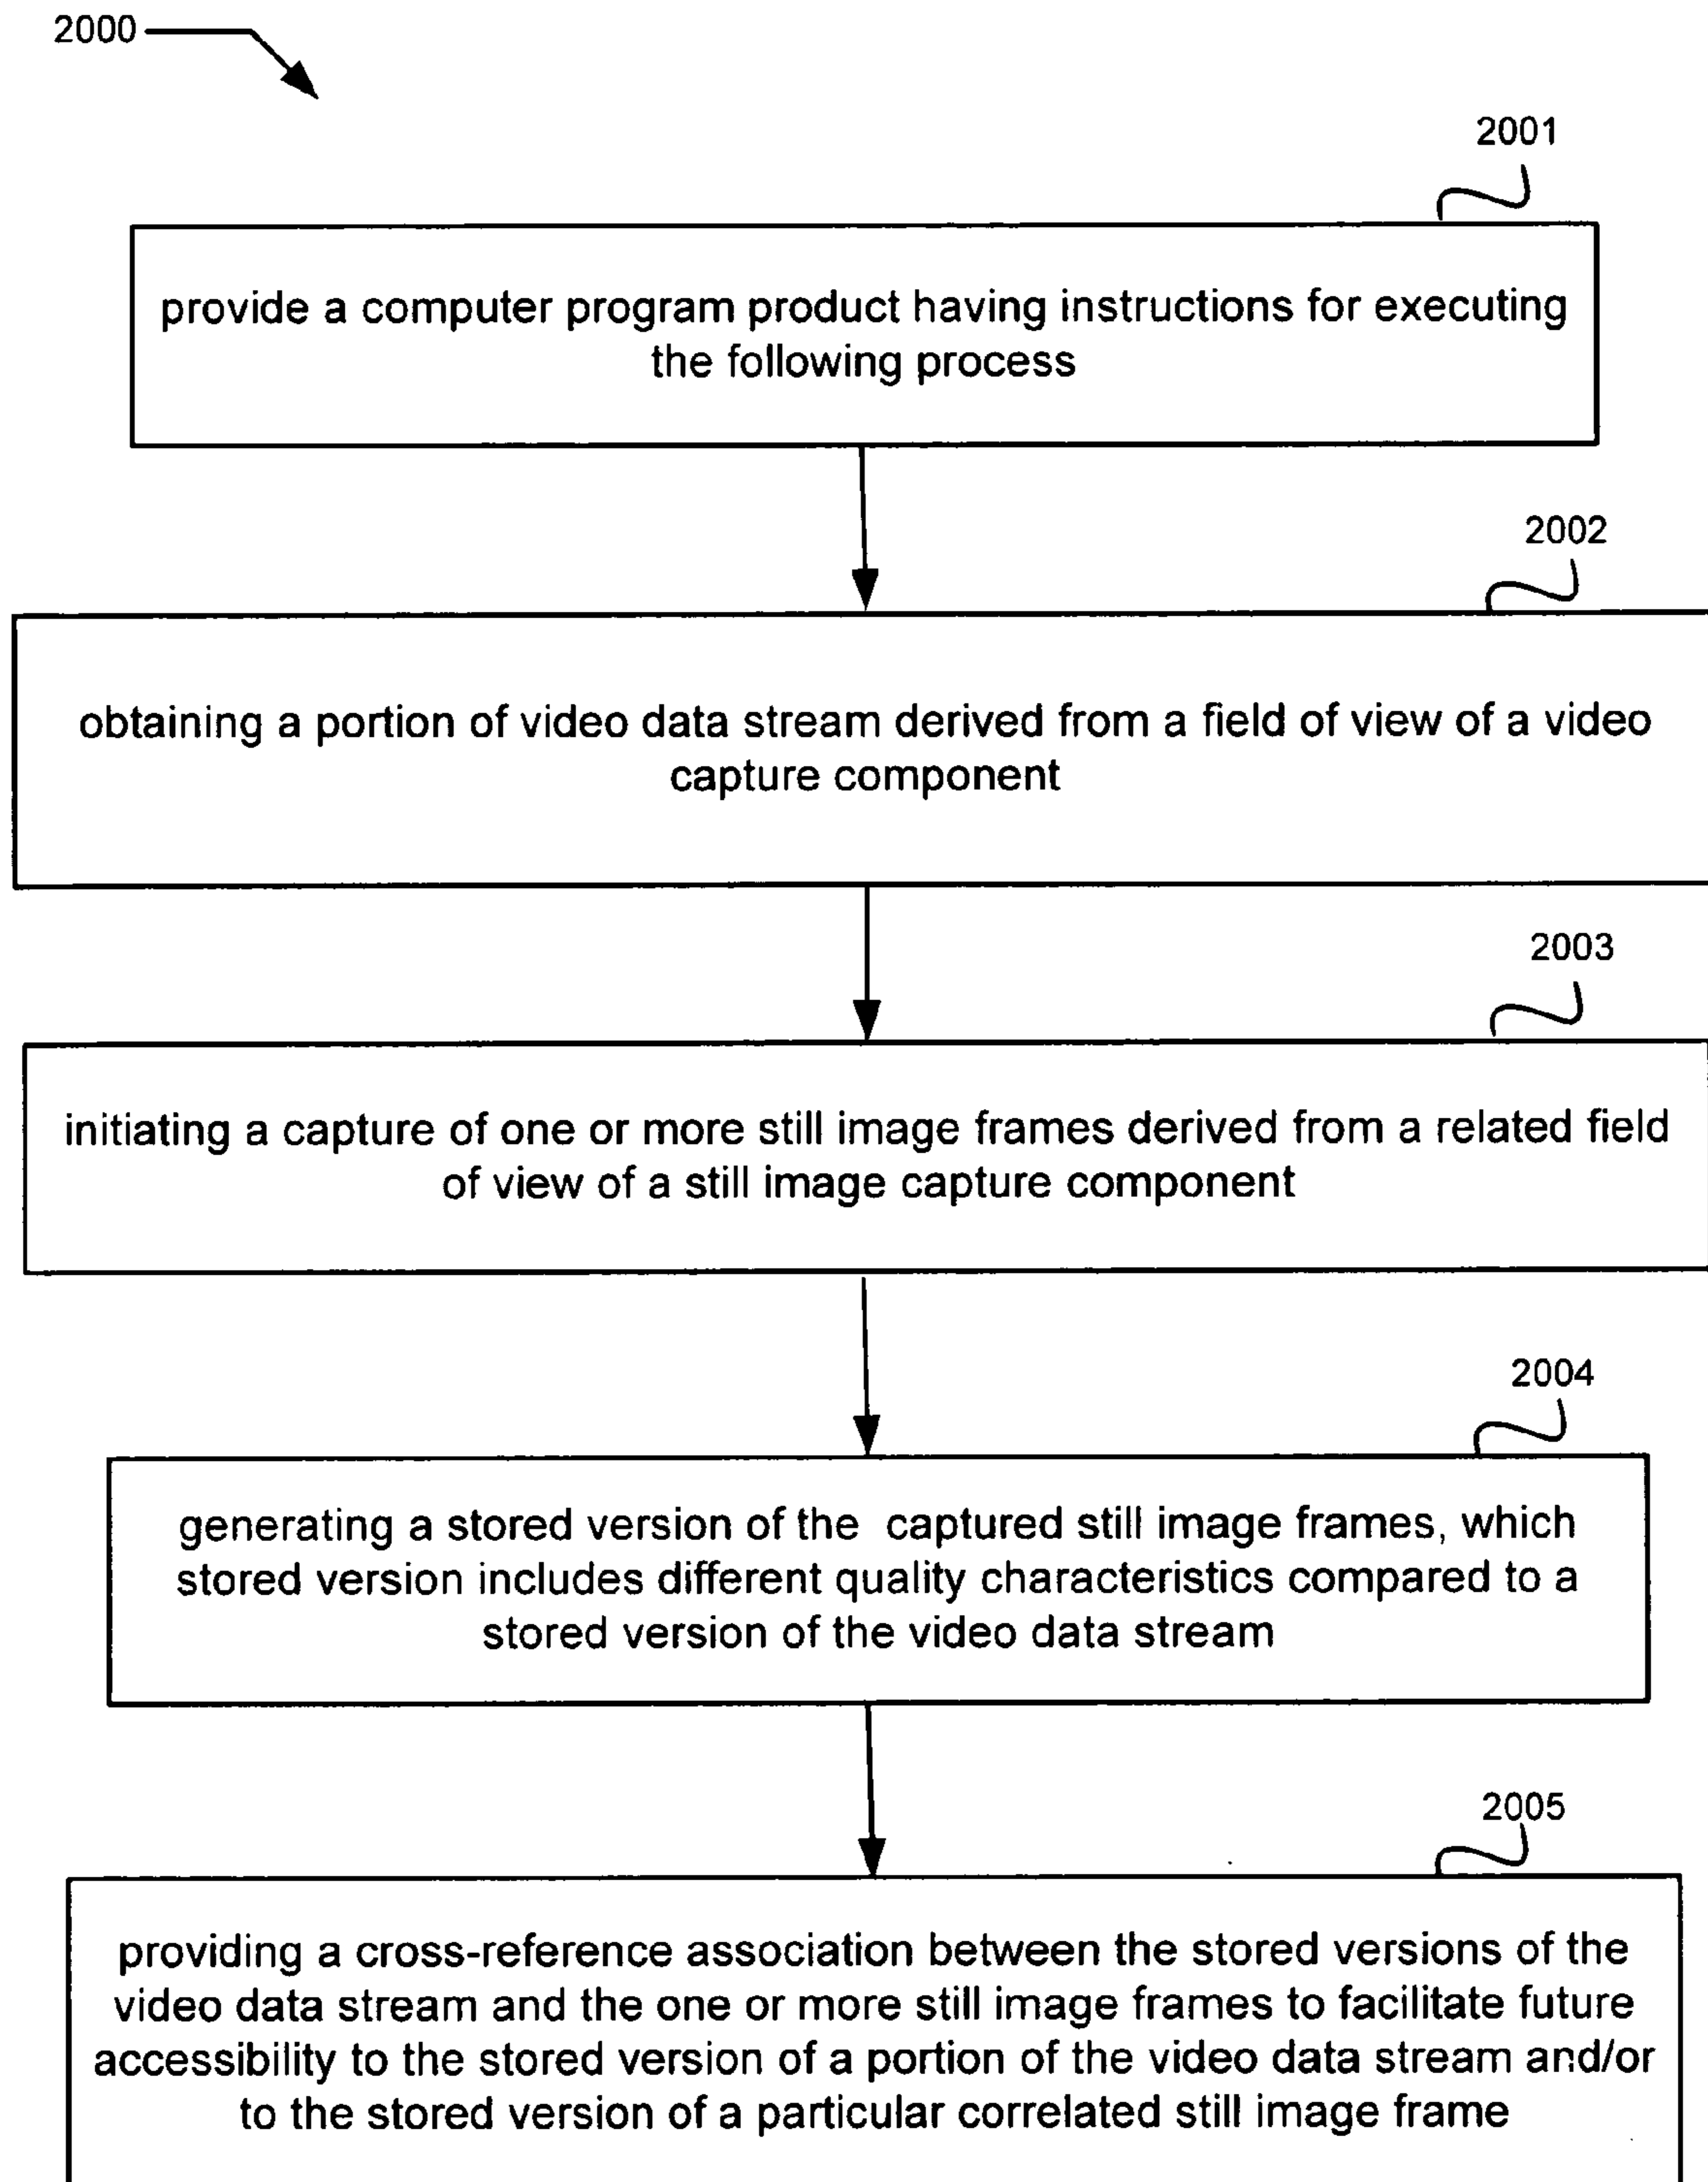 2000
2001
provide a computer program product having instructions for executing
the following process
2002
obtaining a portion of video data stream derived from a field of view of a video
capture component
2003
initiating a capture of one or more still image frames derived from a related field
of view of a still image capture component
2004
generating a stored version of the captured still image frames, which
stored version includes different quality characteristics compared to a
stored version of the video data stream
2005
providing a cross-reference association between the stored versions of the
video data stream and the one or more still image frames to facilitate future
accessibility to the stored version of a portion of the video data stream and/or
to the stored version of a particular correlated still image frame